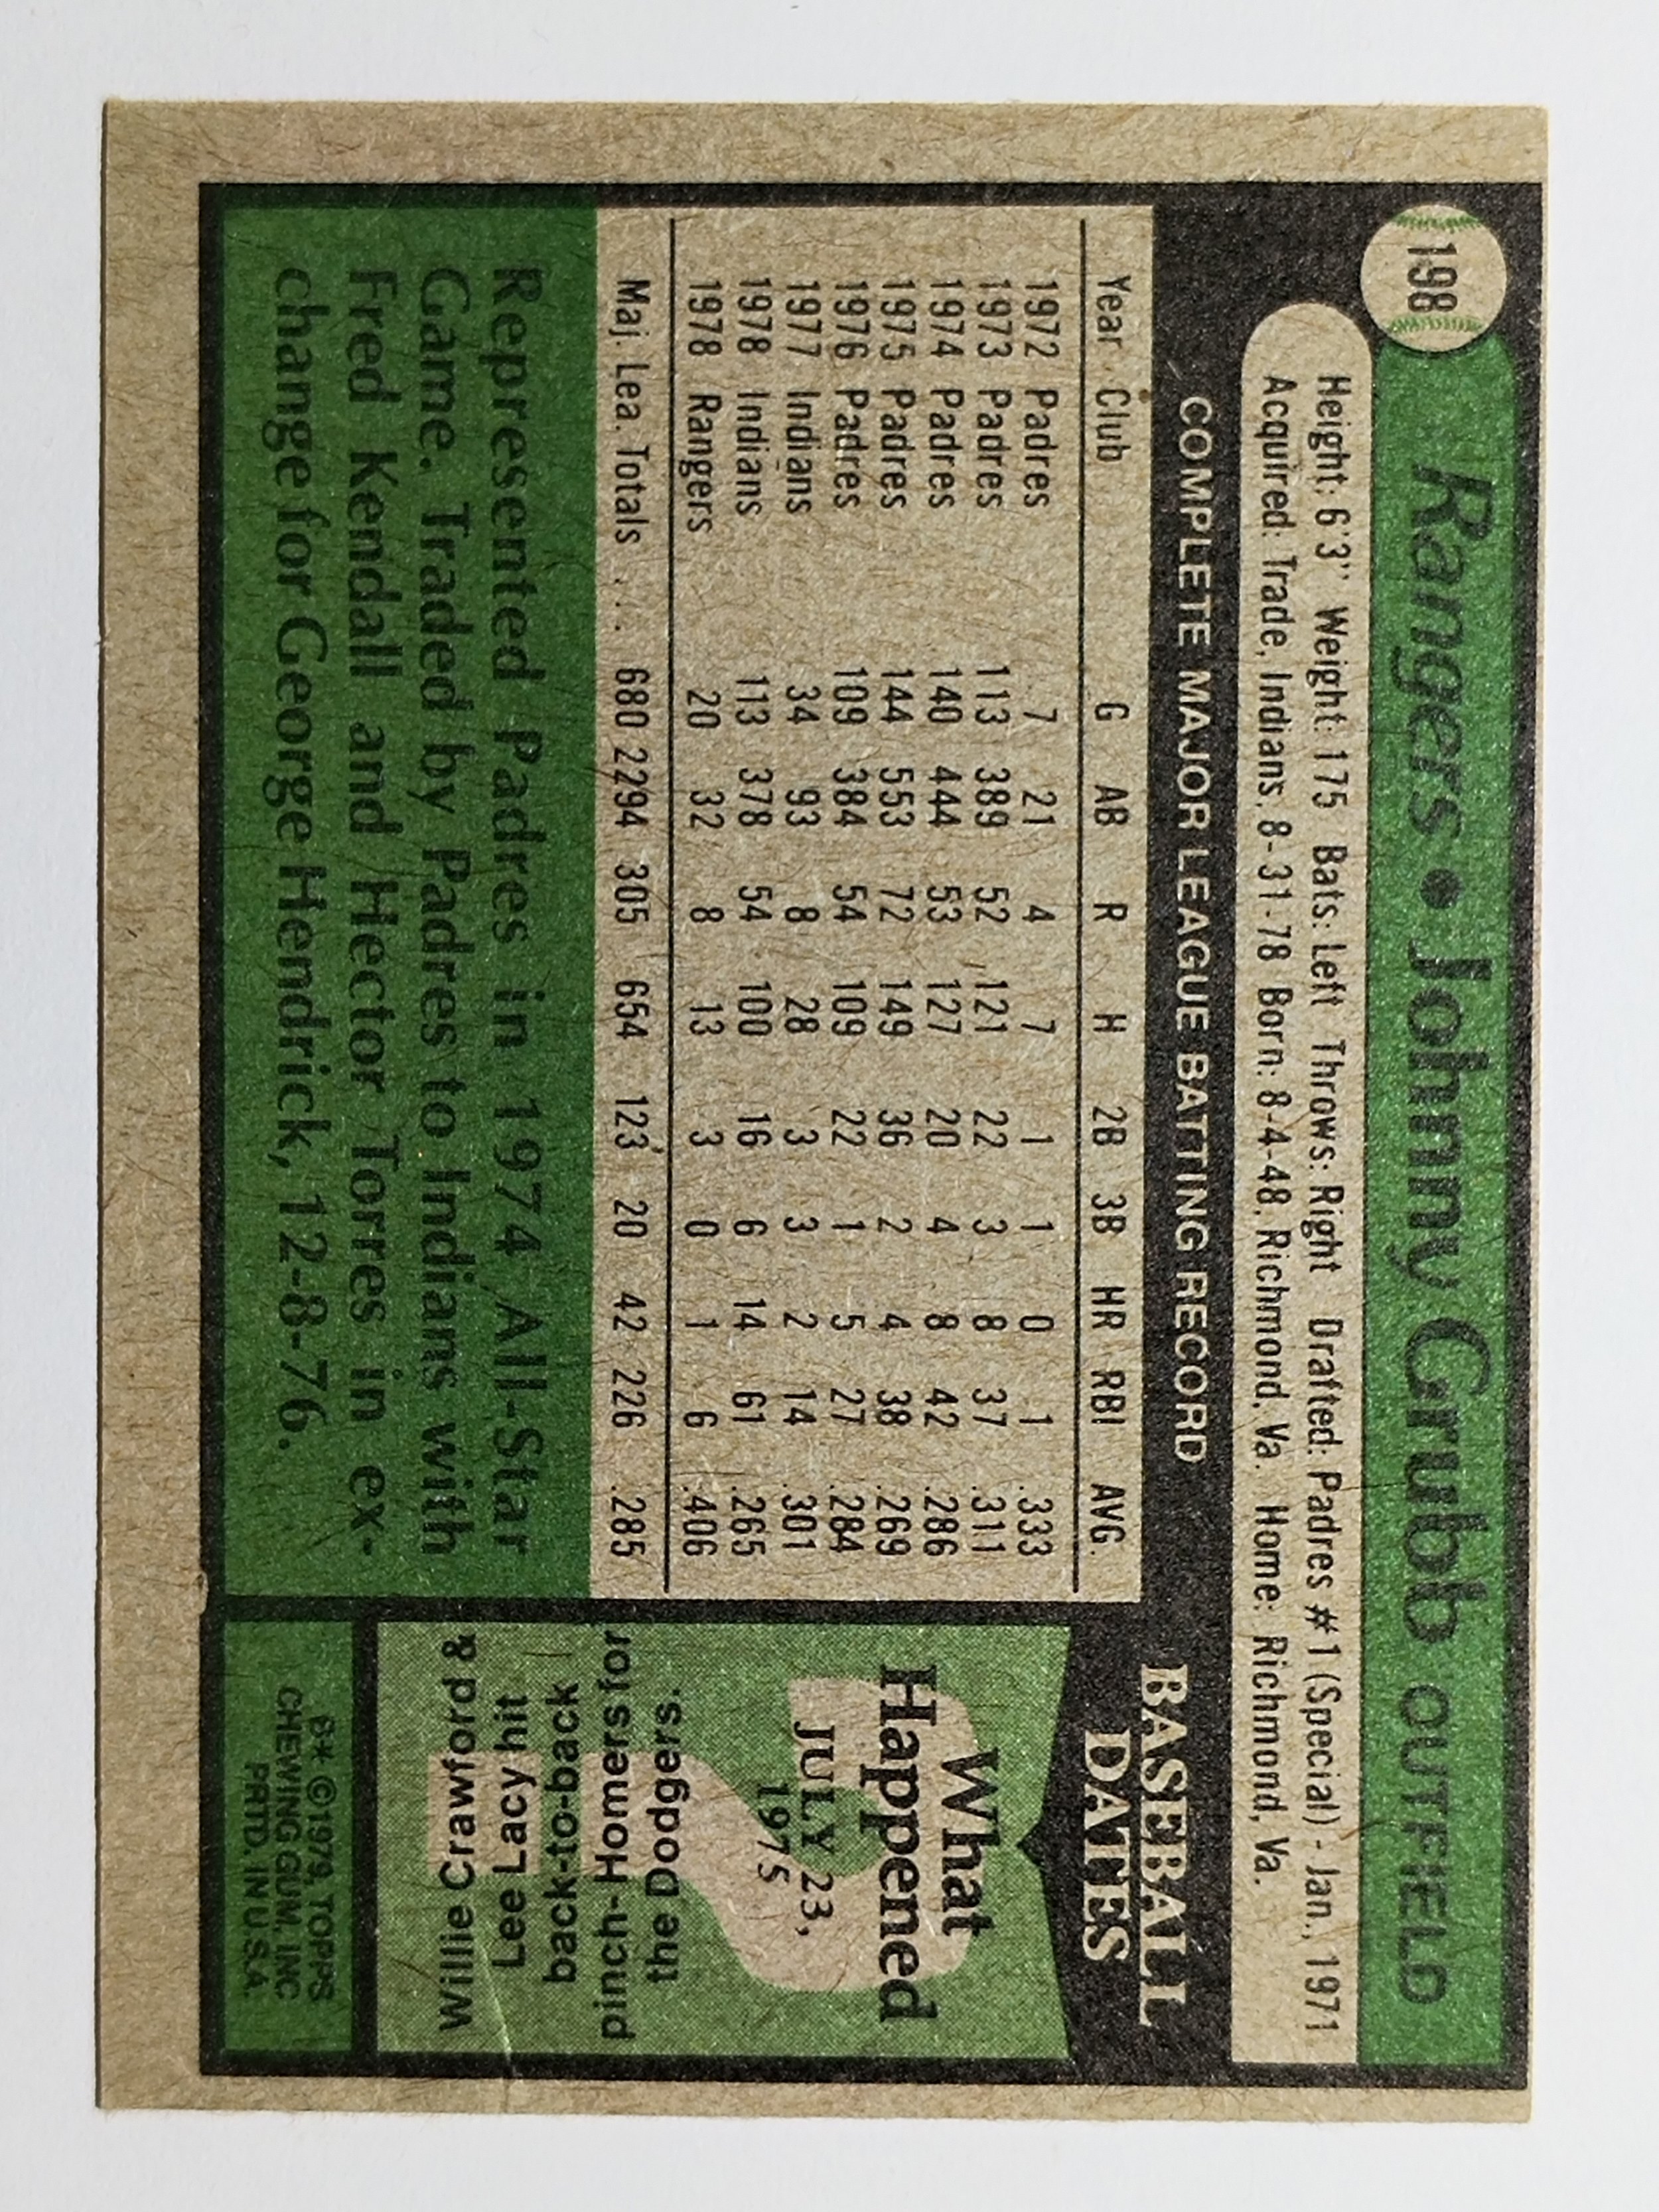 198
Rangers • Johnny Grubb OUTFIELD
Height: 6'3" Weight: 175 Bats: Left Throws: Right Drafted: Padres #1 (Special) - Jan., 1971
Acquired: Trade, Indians, 8-31-78 Born: 8-4-48, Richmond, Va. Home: Richmond, Va.
COMPLETE MAJOR LEAGUE BATTING RECORD
Year Club G AB R H 2B 3B HR RBI AVG.
1972 Padres 7 21 4 7 1 1 0 1 .333
1973 Padres 113 389 52 121 22 3 8 37 .311
1974 Padres 140 444 53 127 20 4 8 42 .286
1975 Padres 144 553 72 149 36 2 4 38 .269
1976 Padres 109 384 54 109 22 1 5 27 .284
1977 Indians 34 93 8 28 3 3 2 14 .301
1978 Indians 113 378 54 100 16 6 14 61 .265
1978 Rangers 20 32 8 13 3 0 1 6 .406
Maj. Lea. Totals . . . 680 2294 305 654 123 20 42 226 .285
Represented Padres in 1974 All-Star
Game. Traded by Padres to Indians with
Fred Kendall and Hector Torres in ex-
change for George Hendrick, 12-8-76.
BASEBALL
DATES
What
Happened
JULY 23,
1975
Willie Crawford &
Lee Lacy hit
back-to-back
pinch-Homers for
the Dodgers.
B* ©1979, TOPPS
CHEWING GUM, INC
PRTD. IN U.S.A.